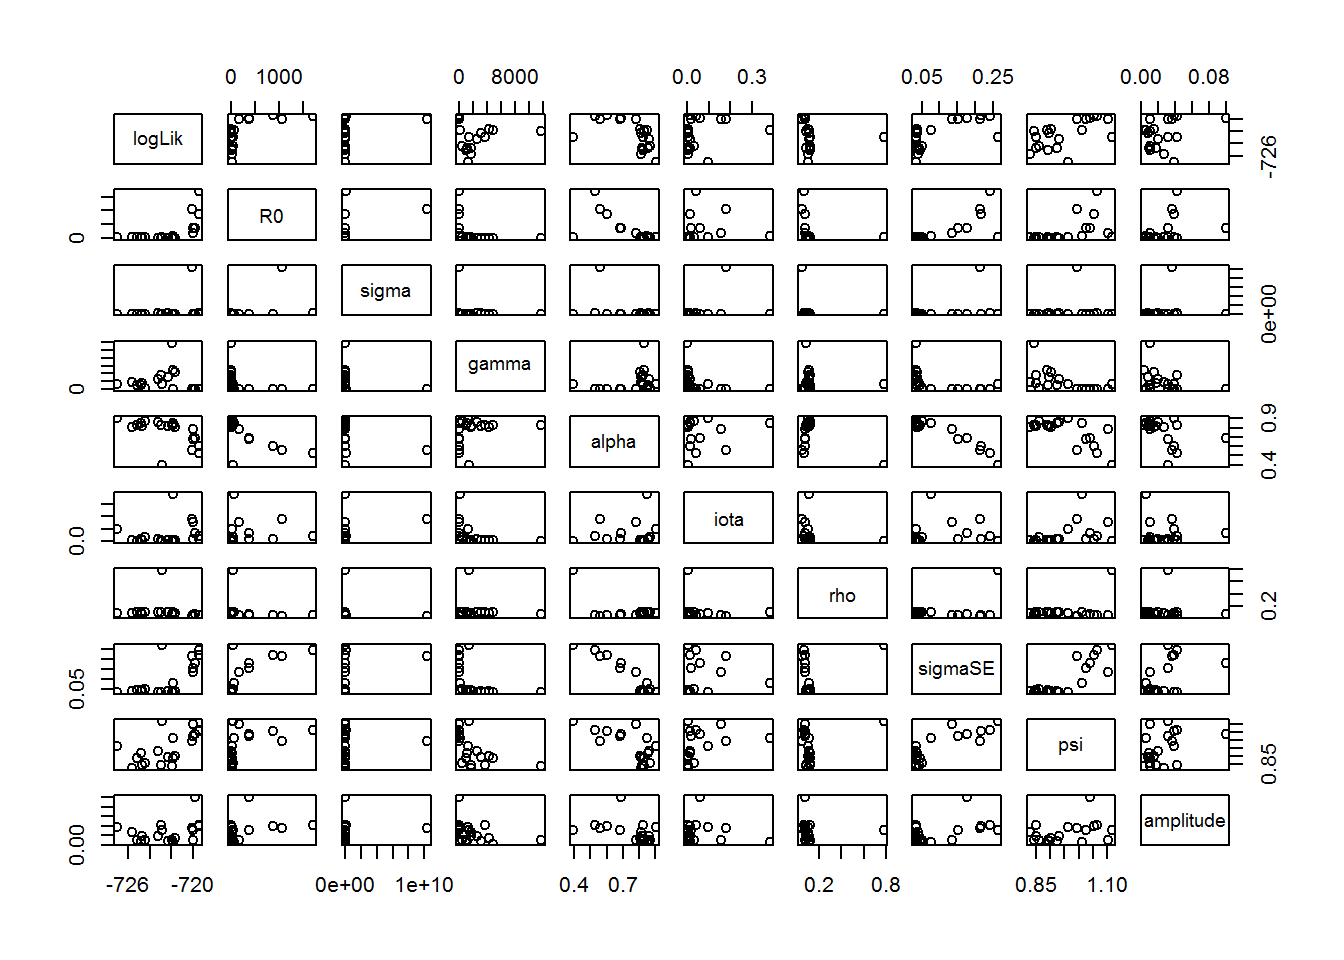 0 1000 0 8000 0.0 0.3 0.05 0.25 0.00 0.08
logLik -726
0 R0
sigma 0e+00
0 gamma
alpha 0.4 0.9
0.0 iota
rho 0.2
0.05 sigmaSE
psi 0.85
0.00 amplitude
-726 -720 0e+00 1e+10 0.4 0.7 0.2 0.8 0.85 1.10